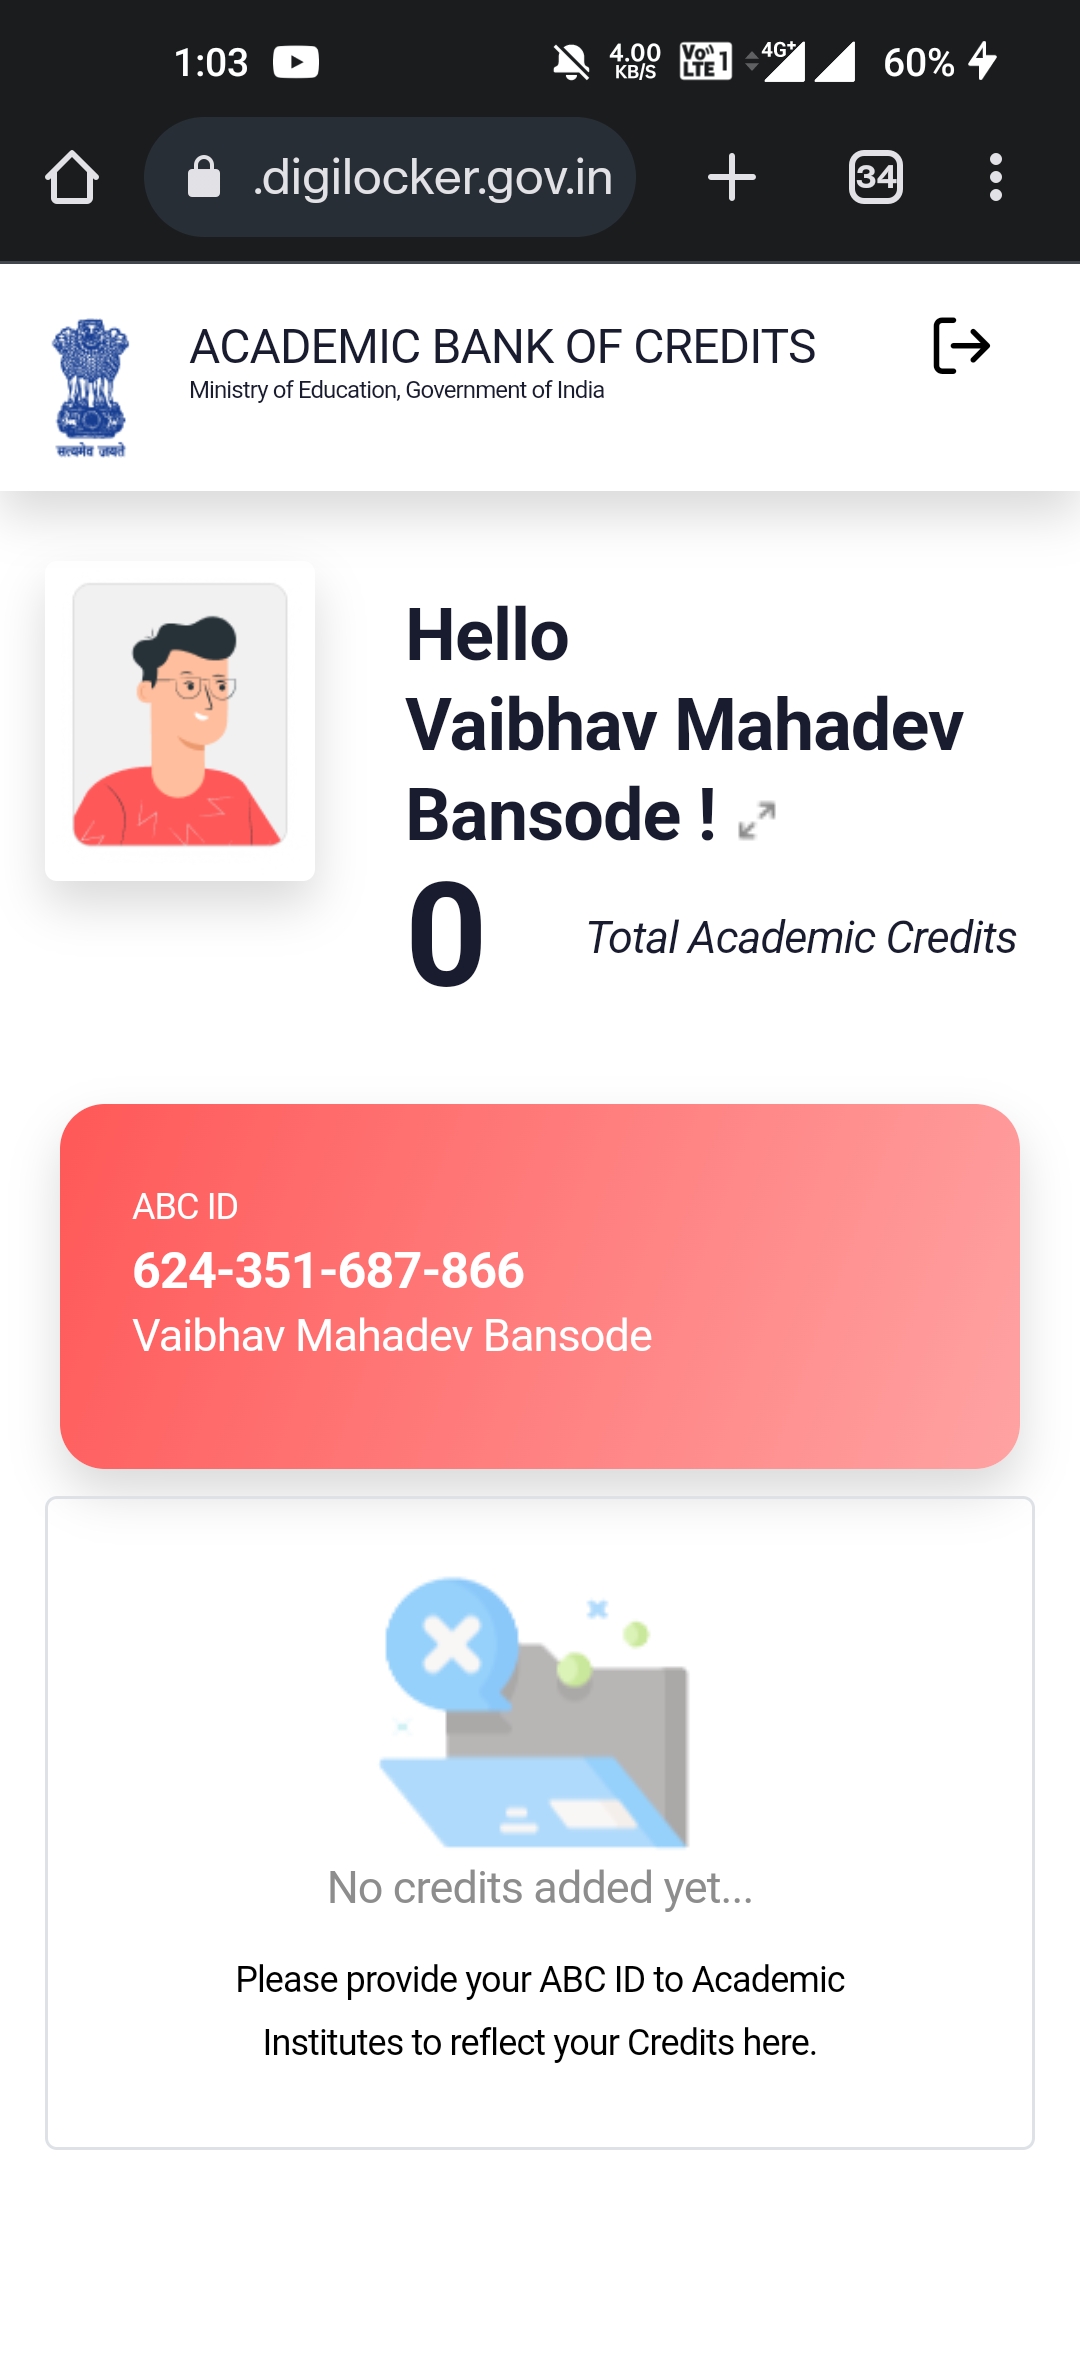 1:03
4.00
KB/S
Vo LTE 1
4G+
60%
.digilocker.gov.in
34
ACADEMIC BANK OF CREDITS
Ministry of Education, Government of India
सत्यमेव जयते
Hello
Vaibhav Mahadev
Bansode !
0 Total Academic Credits
ABC ID
624-351-687-866
Vaibhav Mahadev Bansode
No credits added yet...
Please provide your ABC ID to Academic
Institutes to reflect your Credits here.